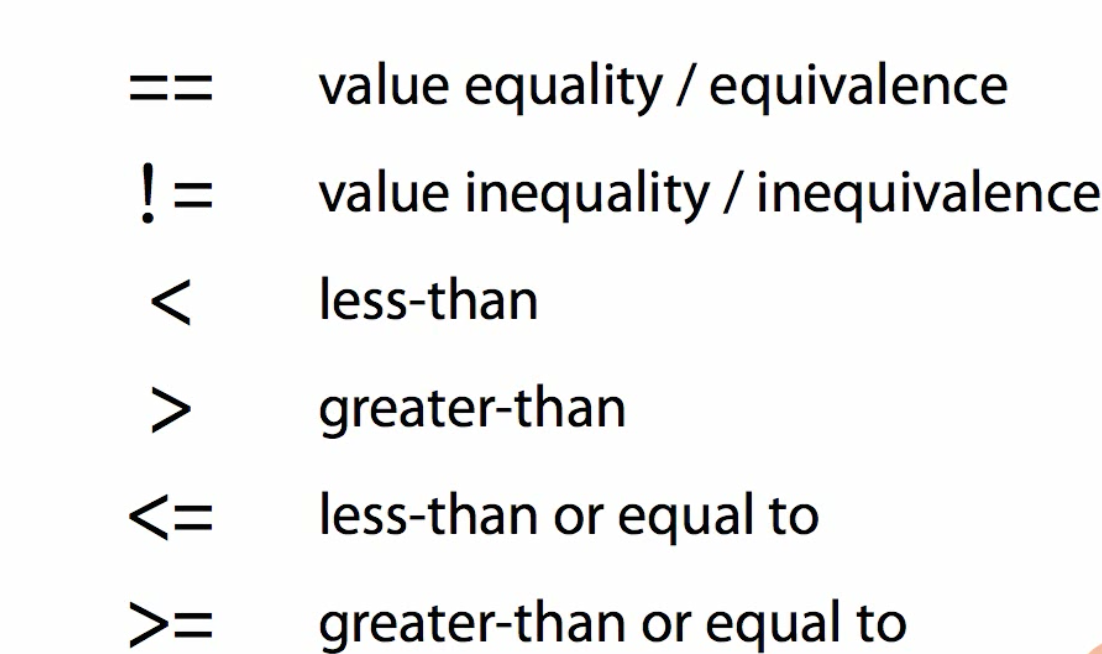 == value equality / equivalence
!= value inequality / inequivalence
< less-than
> greater-than
<= less-than or equal to
>= greater-than or equal to